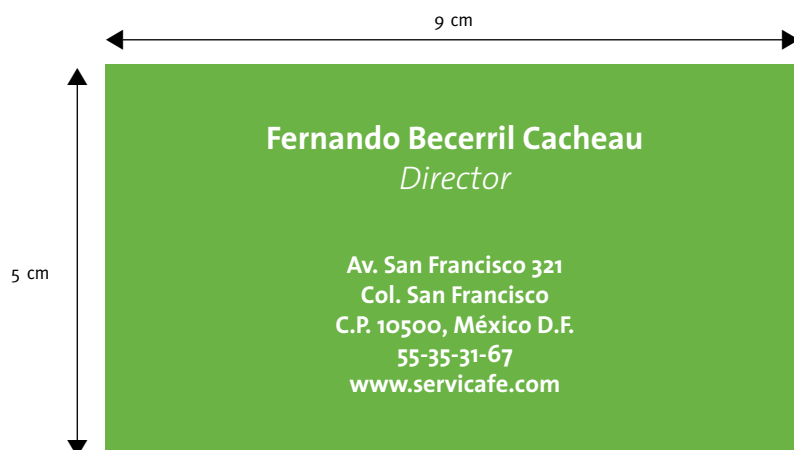 9 cm
Fernando Becerril Cacheau
Director
5 cm
Av. San Francisco 321
Col. San Francisco
C.P. 10500, México D.F.
55-35-31-67
www.servicafe.com